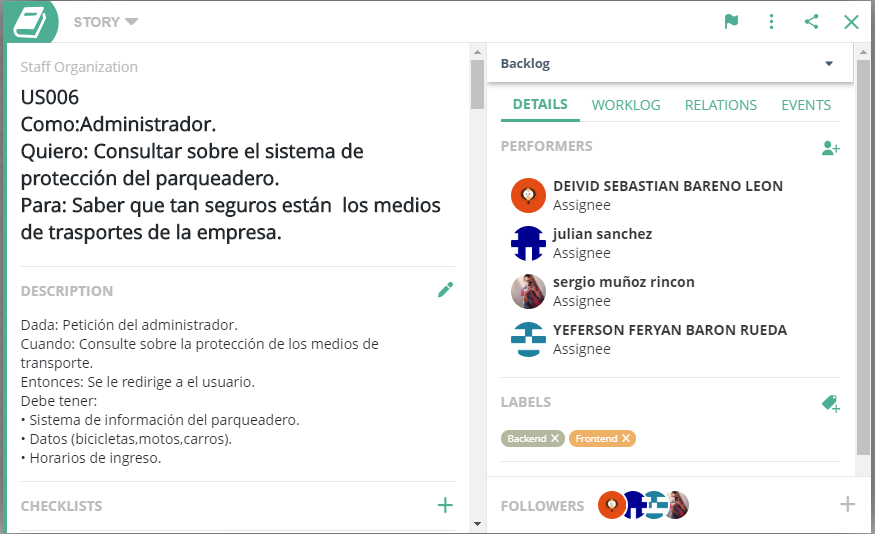 STORY
Staff Organization
US006
Como:Administrador.
Quiero: Consultar sobre el sistema de
protección del parqueadero.
Para: Saber que tan seguros están  los medios
de trasportes de la empresa.
DESCRIPTION
Dada: Petición del administrador.
Cuando: Consulte sobre la protección de los medios de
transporte.
Entonces: Se le redirige a el usuario.
Debe tener:
• Sistema de información del parqueadero.
• Datos (bicicletas,motos,carros).
• Horarios de ingreso.
CHECKLISTS
Backlog
DETAILS WORKLOG RELATIONS EVENTS
PERFORMERS
DEIVID SEBASTIAN BARENO LEON
Assignee
julian sanchez
Assignee
sergio muñoz rincon
Assignee
YEFERSON FERYAN BARON RUEDA
Assignee
LABELS
Backend Frontend
FOLLOWERS